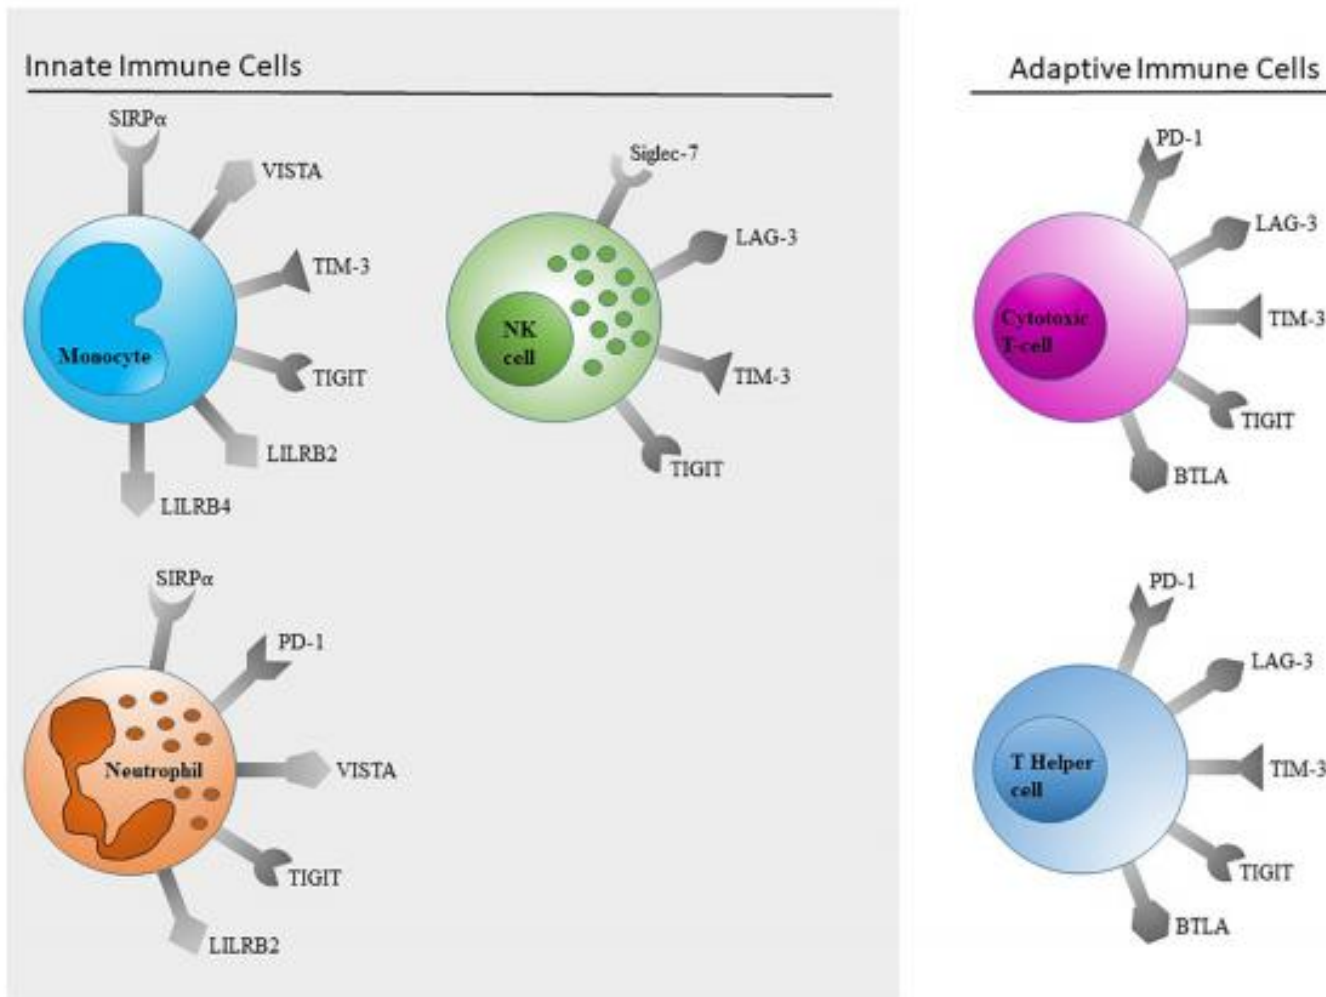 Innate Immune Cells
Adaptive Immune Cells
SIRPα
VISTA
TIM-3
TIGIT
LILRB2
LILRB4
Monocyte
Siglec-7
LAG-3
TIM-3
TIGIT
NK
cell
PD-1
LAG-3
TIM-3
TIGIT
BTLA
Cytotoxic
T-cell
SIRPα
PD-1
VISTA
TIGIT
LILRB2
Neutrophil
PD-1
LAG-3
TIM-3
TIGIT
BTLA
T Helper
cell